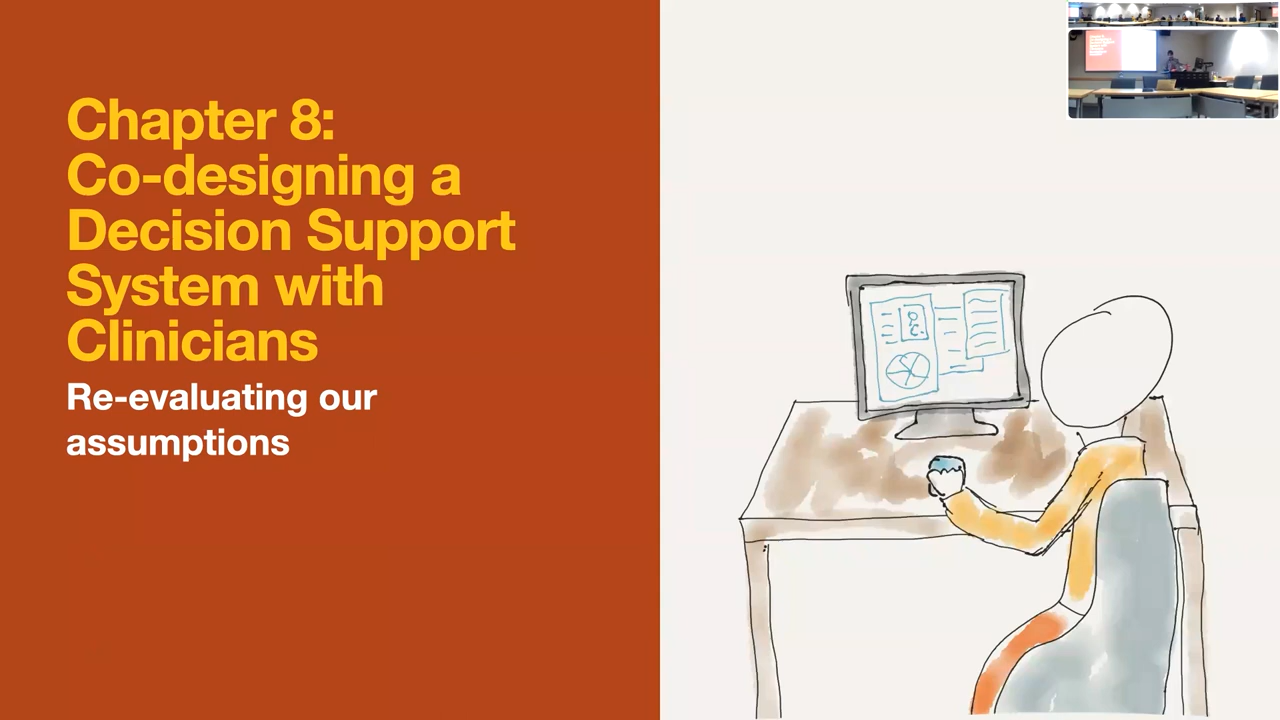 Chapter 8:
Co-designing a
Decision Support
System with
Clinicians
Re-evaluating our
assumptions